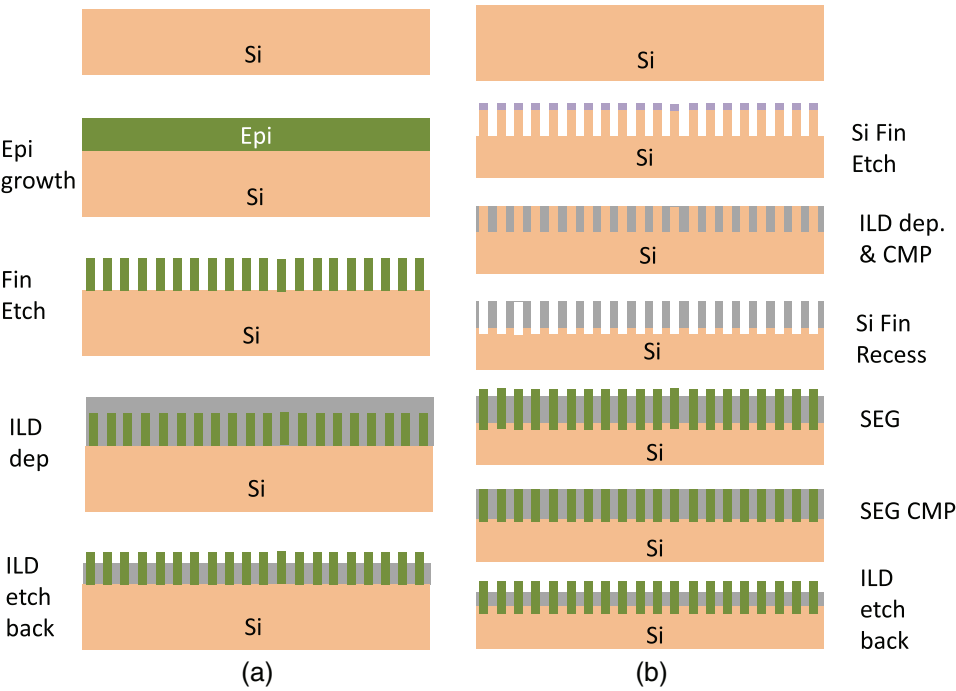 Si
Epi
growth
Epi
Si
Fin
Etch
Si
ILD
dep
Si
ILD
etch
back
Si
(a)
Si
Si Fin
Etch
Si
ILD dep.
& CMP
Si
Si Fin
Recess
Si
SEG
Si
SEG CMP
Si
ILD
etch
back
Si
(b)